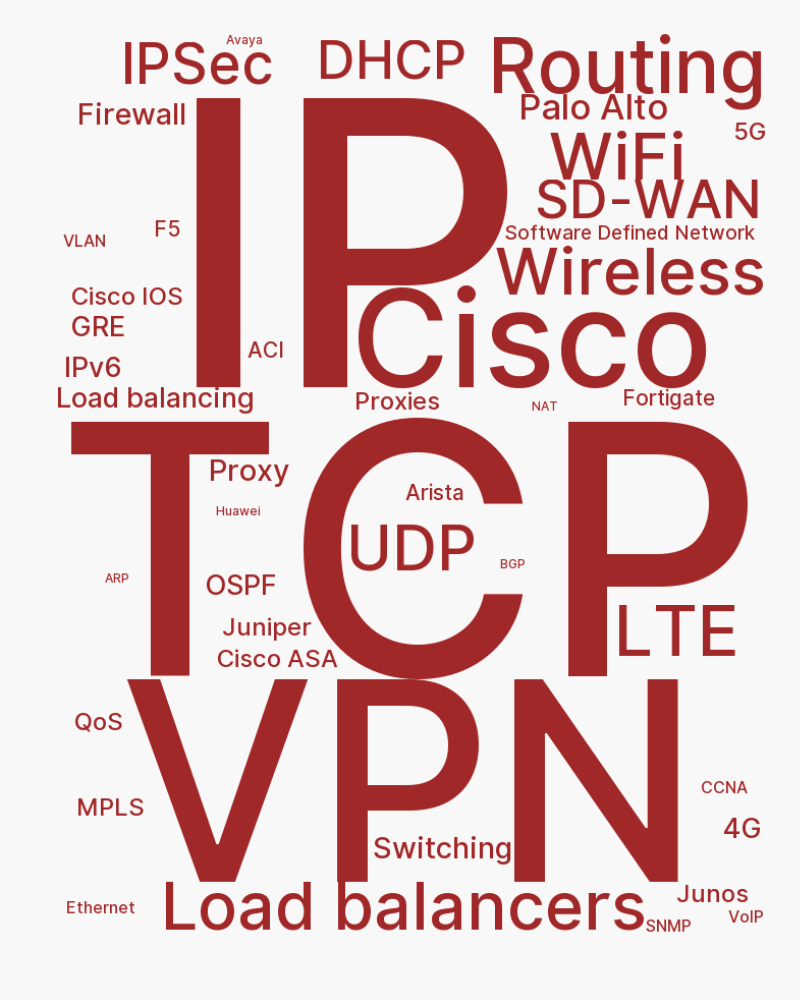 Avaya
IPSec
DHCP
Routing
Firewall
Palo Alto
5G
IP
WiFi
SD-WAN
F5
VLAN
Software Defined Network
Wireless
Cisco IOS
GRE
Cisco
ACI
IPv6
Load balancing
Proxies
NAT
Fortigate
TCP
Proxy
Arista
Huawei
UDP
BGP
ARP
OSPF
Juniper
LTE
Cisco ASA
VPN
QoS
CCNA
MPLS
4G
Switching
Load balancers
Junos
Ethernet
VoIP
SNMP